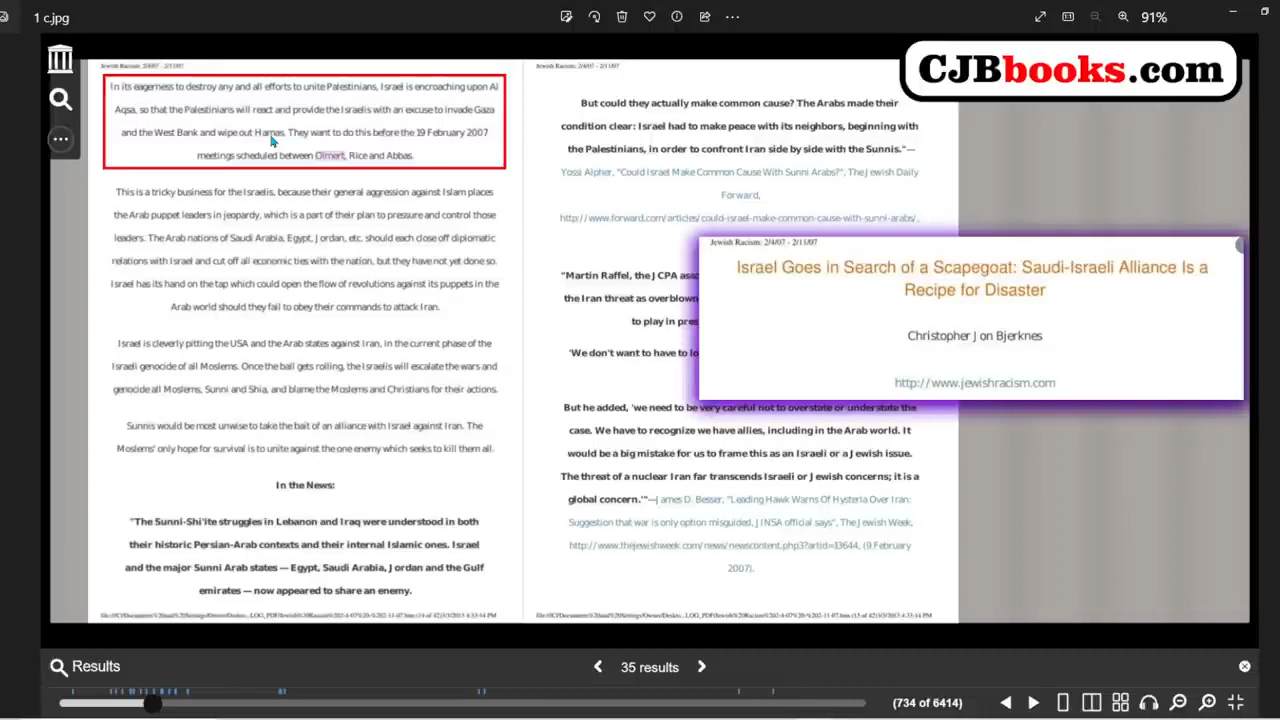 1 c.jpg
91%
CJBbooks.com
Jewish Racism: 2/4/07 - 2/11/07
In its eagerness to destroy any and all efforts to unite Palestinians, Israel is encroaching upon Al
Aqsa, so that the Palestinians will react and provide the Israelis with an excuse to invade Gaza
and the West Bank and wipe out Hamas. They want to do this before the 19 February 2007
meetings scheduled between Olmert, Rice and Abbas.
This is a tricky business for the Israelis, because their general aggression against Islam places
the Arab puppet leaders in jeopardy, which is a part of their plan to pressure and control those
leaders. The Arab nations of Saudi Arabia, Egypt, Jordan, etc. should each close off diplomatic
relations with Israel and cut off all economic ties with the nation, but they have not yet done so.
Israel has its hand on the tap which could open the flow of revolutions against its puppets in the
Arab world should they fail to obey their commands to attack Iran.
Israel is cleverly pitting the USA and the Arab states against Iran, in the current phase of the
Israeli genocide of all Moslems. Once the ball gets rolling, the Israelis will escalate the wars and
genocide all Moslems, Sunni and Shia, and blame the Moslems and Christians for their actions.
Sunnis would be most unwise to take the bait of an alliance with Israel against Iran. The
Moslems' only hope for survival is to unite against the one enemy which seeks to kill them all.
In the News:
"The Sunni-Shi'ite struggles in Lebanon and Iraq were understood in both
their historic Persian-Arab contexts and their internal Islamic ones. Israel
and the major Sunni Arab states — Egypt, Saudi Arabia, Jordan and the Gulf
emirates — now appeared to share an enemy.
Jewish Racism: 2/4/07 - 2/11/07
But could they actually make common cause? The Arabs made their
condition clear: Israel had to make peace with its neighbors, beginning with
the Palestinians, in order to confront Iran side by side with the Sunnis."—
Yossi Alpher, "Could Israel Make Common Cause With Sunni Arabs?", The Jewish Daily
Forward,
http://www.forward.com/articles/could-israel-make-common-cause-with-sunni-arabs/,
"Martin Raffel, the JCPA
the Iran threat as overblown
to play in
'We don't want to have to
But he added, 'we need to be very careful not to overstate or understate the
case. We have to recognize we have allies, including in the Arab world. It
would be a big mistake for us to frame this as an Israeli or a Jewish issue.
The threat of a nuclear Iran far transcends Israeli or Jewish concerns; it is a
global concern.'"—James D. Besser, "Leading Hawk Warns Of Hysteria Over Iran:
Suggestion that war is only option misguided, JINSA official says", The Jewish Week,
http://www.thejewishweek.com/news/newscontent.php3?artid=13644, (9 February
2007).
Jewish Racism: 2/4/07 - 2/11/07
Israel Goes in Search of a Scapegoat: Saudi-Israeli Alliance Is a
Recipe for Disaster
Christopher Jon Bjerknes
http://www.jewishracism.com
Results
35 results
(734 of 6414)